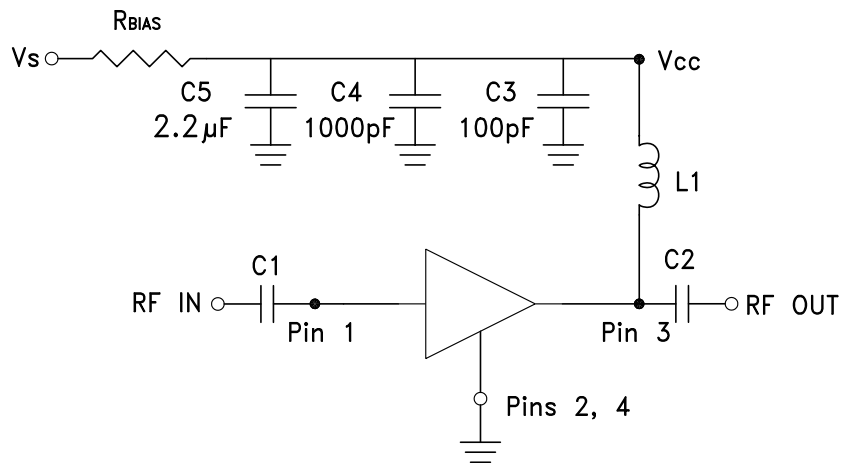 RBIAS
Vs
Vcc
C5
2.2µF
C4
1000pF
C3
100pF
L1
C1
C2
RF IN
RF OUT
Pin 1
Pin 3
Pins 2, 4